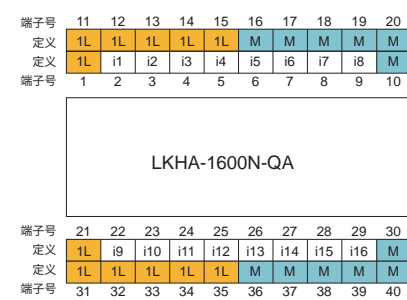 端子号 11 12 13 14 15 16 17 18 19 20
定义 1L 1L 1L 1L 1L M M M M M
定义 1L i1 i2 i3 i4 i5 i6 i7 i8 M
端子号 1 2 3 4 5 6 7 8 9 10
LKHA-1600N-QA
端子号 21 22 23 24 25 26 27 28 29 30
定义 1L i9 i10 i11 i12 i13 i14 i15 i16 M
定义 1L 1L 1L 1L 1L M M M M M
端子号 31 32 33 34 35 36 37 38 39 40